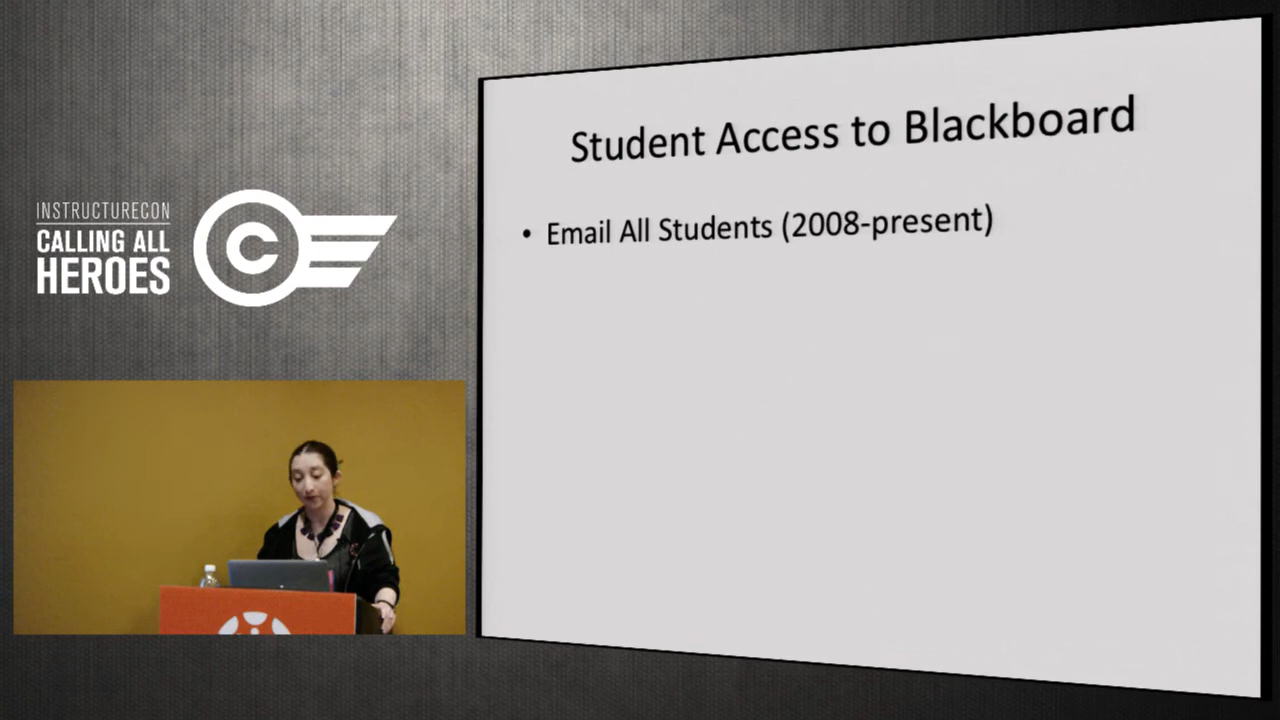 INSTRUCTURECON
CALLING ALL
HEROES
C
Student Access to Blackboard
• Email All Students (2008-present)